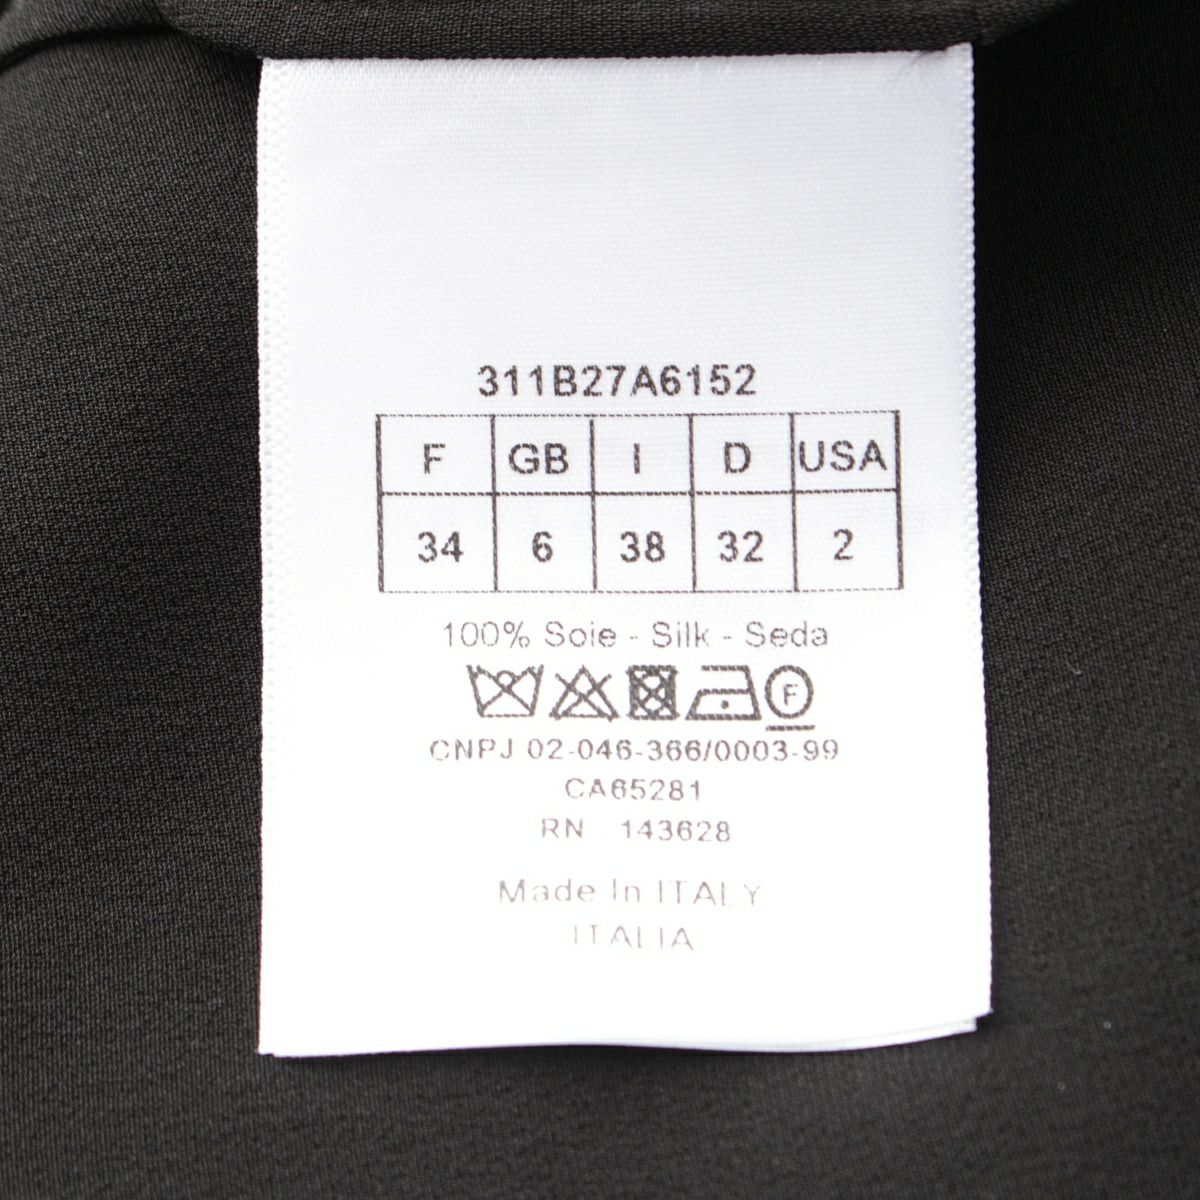 311B27A6152
F GB I D USA
34 6 38 32 2
100% Soie - Silk - Seda
F
CNPJ 02-046-366/0003-99
CA65281
RN : 143628
Made In ITALY
ITALIA